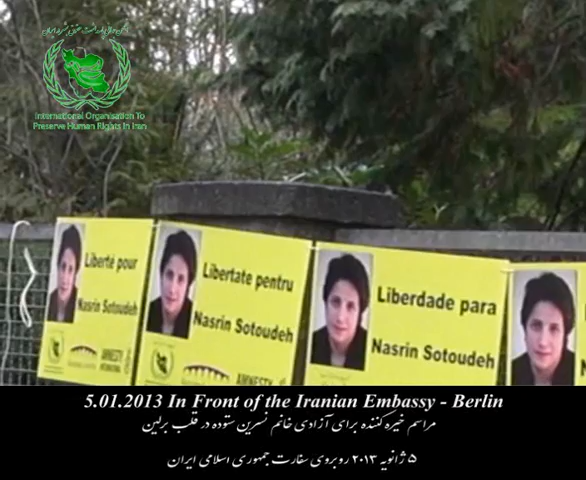 International Organisation To
Preserve Human Rights In Iran
Liberté pour
Nasrin Sotoudeh
AMNESTY
INTERNATIONAL
Libertate pentru
Nasrin Sotoudeh
AMNESTY
Liberdade para
Nasrin Sotoudeh
5.01.2013 In Front of the Iranian Embassy - Berlin
مراسم خیره کننده برای آزادی خانم نسرین ستوده در قلب برلین
۵ ژانویه ۲۰۱۳ روبروی سفارت جمهوری اسلامی ایران